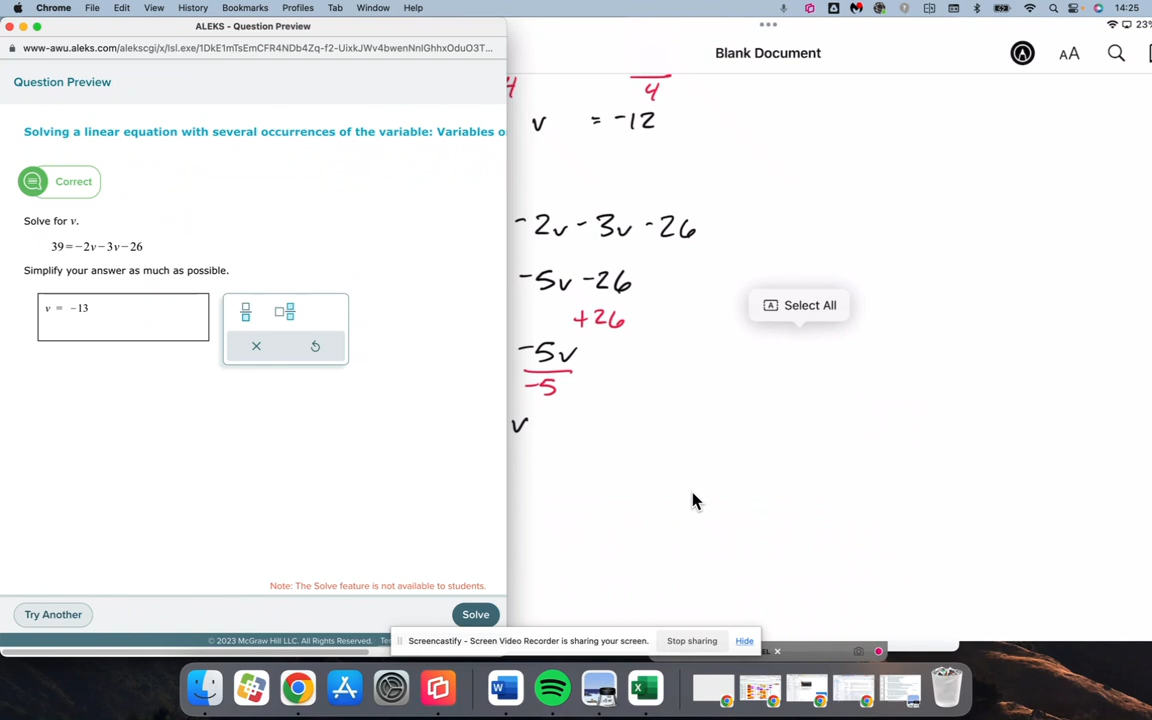 Chrome File Edit View History Bookmarks Profiles Tab Window Help 14:25
ALEKS - Question Preview
23%
www-awu.aleks.com/alekscgi/x/Isl.exe/1DkE1mTsEmCFR4NDb4Zq-f2-UixkJWv4bwenNnlGhhxOduO3T...
Blank Document
AA
Question Preview
4
4
v = -12
Solving a linear equation with several occurrences of the variable: Variables o
Correct
Solve for v.
39=-2v-3v-26
Simplify your answer as much as possible.
v = -13
-2v -3v -26
-5v -26
+26
-5v
-5
v
A Select All
Note: The Solve feature is not available to students.
Try Another
Solve
© 2023 McGraw Hill LLC. All Rights Reserved.
Screencastify - Screen Video Recorder is sharing your screen.
Stop sharing
Hide